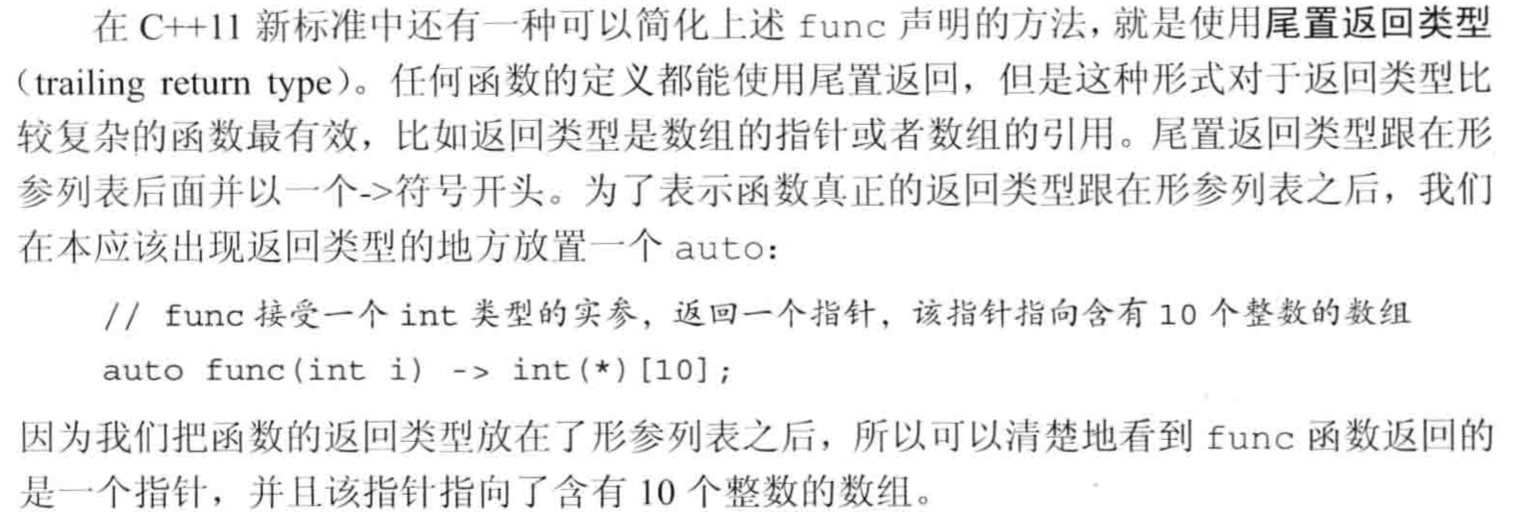 在 C++11 新标准中还有一种可以简化上述 func 声明的方法，就是使用尾置返回类型
（trailing return type）。任何函数的定义都能使用尾置返回，但是这种形式对于返回类型比
较复杂的函数最有效，比如返回类型是数组的指针或者数组的引用。尾置返回类型跟在形
参列表后面并以一个->符号开头。为了表示函数真正的返回类型跟在形参列表之后，我们
在本应该出现返回类型的地方放置一个 auto：
// func 接受一个 int 类型的实参，返回一个指针，该指针指向含有 10 个整数的数组
auto func(int i) -> int(*)[10];
因为我们把函数的返回类型放在了形参列表之后，所以可以清楚地看到 func 函数返回的
是一个指针，并且该指针指向了含有 10 个整数的数组。